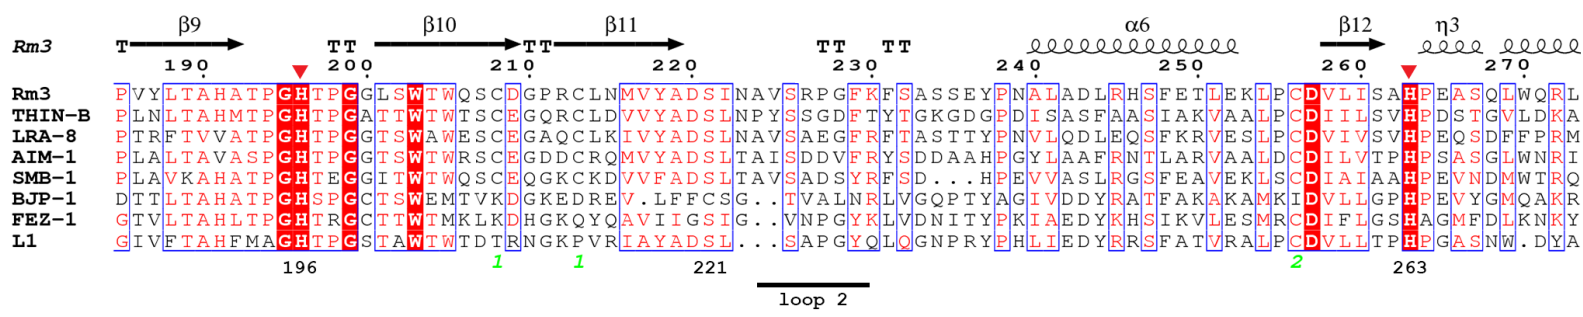 β9 β10 β11 α6 β12 η3
Rm3 T TT TT TT TT
190 200 210 220 230 240 250 260 270
Rm3 PVYLTAHATPGHTPGGLSWTWQSCDGPRCLNMVYADSINAVSRPGFKFSASSEYPNALADLRHSFETLEKLPCDVLISAHPEASQLWQRL
THIN-B PLNLTAHMTPGHTPGATTWTWTSCEGQRCLDVVYADSLNPYSSGDFTYTGKGDGPDISASFAASIAKVAALPCDIILSVHPDSTGVLDKA
LRA-8 PTRFTVVATPGHTPGGTSWAWESCEGAQCLKIVYADSLNAVSAEGFRFTASTTYPNVLQDLEQSFKRVESLPCDILLSVHPEQSDFFPRM
AIM-1 PLALTAVASPGHTPGGTSWTWRSCEGDDCRQMVYADSLTAISDDVFRYSDDAAHPGYLAAFRNTLARVAALDCDILVTPHPSASGLWNRI
SMB-1 PLAVKAHATPGHTEGGITWTWQSCEQGKCKDVVFADSLTAVSADSYRFSD...HPEVVASLRGSFEAVEKLSCDIAIAAHPEVNDMWTRQ
BJP-1 DTTLTAHATPGHSPGCTSWEMTVKDGKEDREV.LFFCSG..TVALNRLVGQPTYAGIVDDYRATFAKAKAMKIDVLLGPHPEVYGMQAKR
FEZ-1 GTVLTAHLTPGHTRGCTTWTMKLKDHGKQYQAVIIGSIG..VNPGYKLVDNITYPKIAEDYKHSIKVLESMRCDIFLGSHAGMFDLKNKY
L1 GIVFTAHFMAGHTPGSTAWTWTDTRNGKPVRIAYADSL...SAPGYQLQGNPRYPHLIEDYRRSFATVRALPCDVLLTPHPGASNW.DYA
196 1 1 221 2 263
loop 2